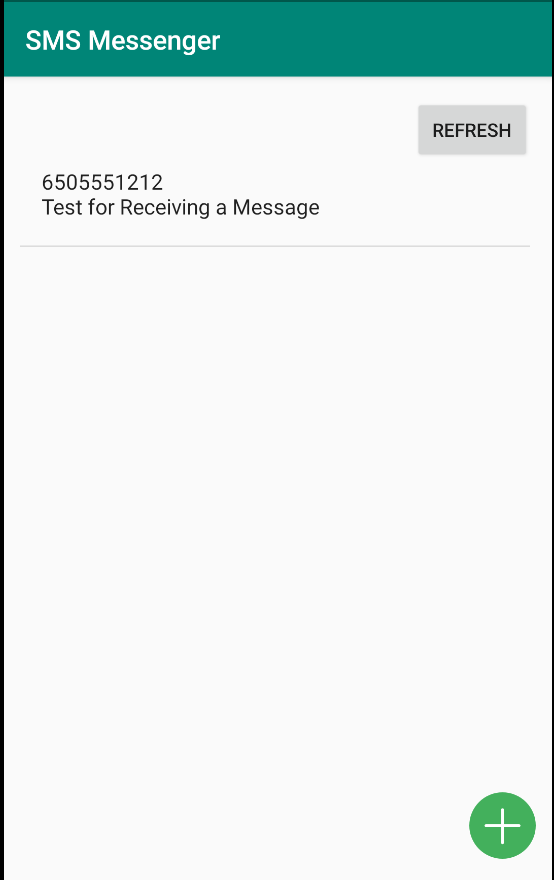 SMS Messenger
REFRESH
6505551212
Test for Receiving a Message